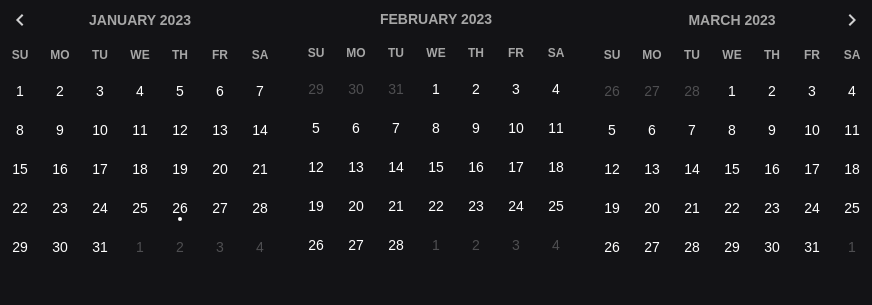 JANUARY 2023
SU MO TU WE TH FR SA
1 2 3 4 5 6 7
8 9 10 11 12 13 14
15 16 17 18 19 20 21
22 23 24 25 26 27 28
29 30 31 1 2 3 4
FEBRUARY 2023
SU MO TU WE TH FR SA
29 30 31 1 2 3 4
5 6 7 8 9 10 11
12 13 14 15 16 17 18
19 20 21 22 23 24 25
26 27 28 1 2 3 4
MARCH 2023
SU MO TU WE TH FR SA
26 27 28 1 2 3 4
5 6 7 8 9 10 11
12 13 14 15 16 17 18
19 20 21 22 23 24 25
26 27 28 29 30 31 1